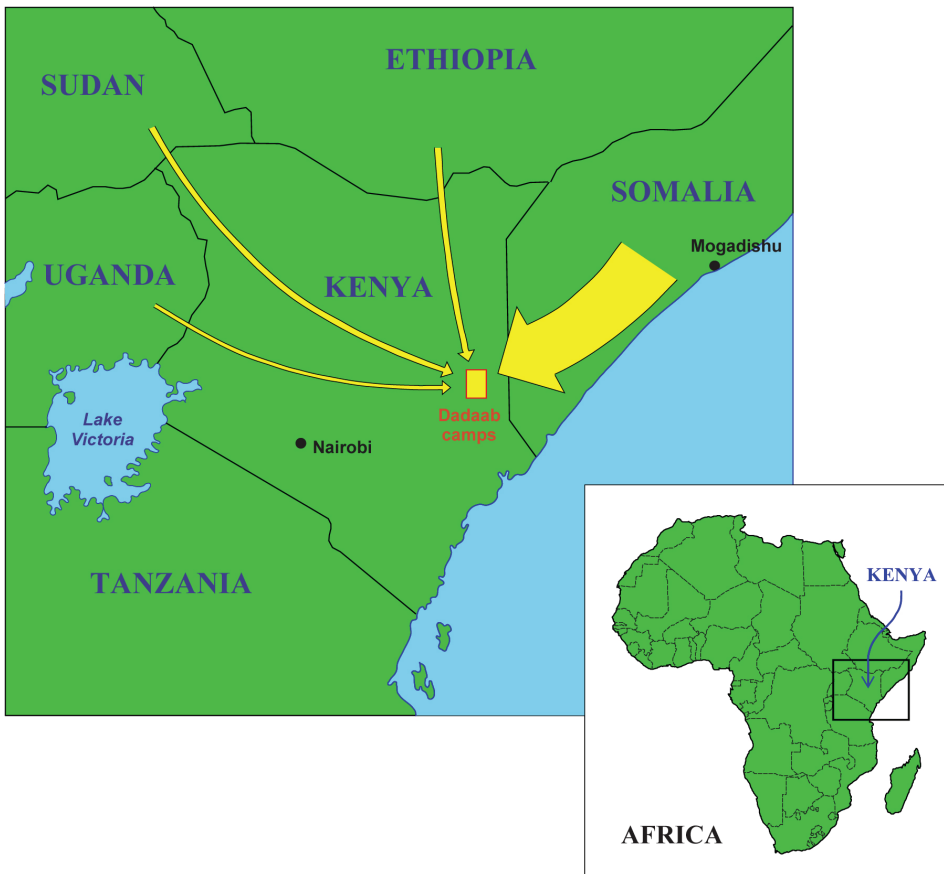 ETHIOPIA
SUDAN
SOMALIA
Mogadishu
UGANDA
KENYA
Lake
Victoria
Dadaab
camps
Nairobi
TANZANIA
KENYA
AFRICA